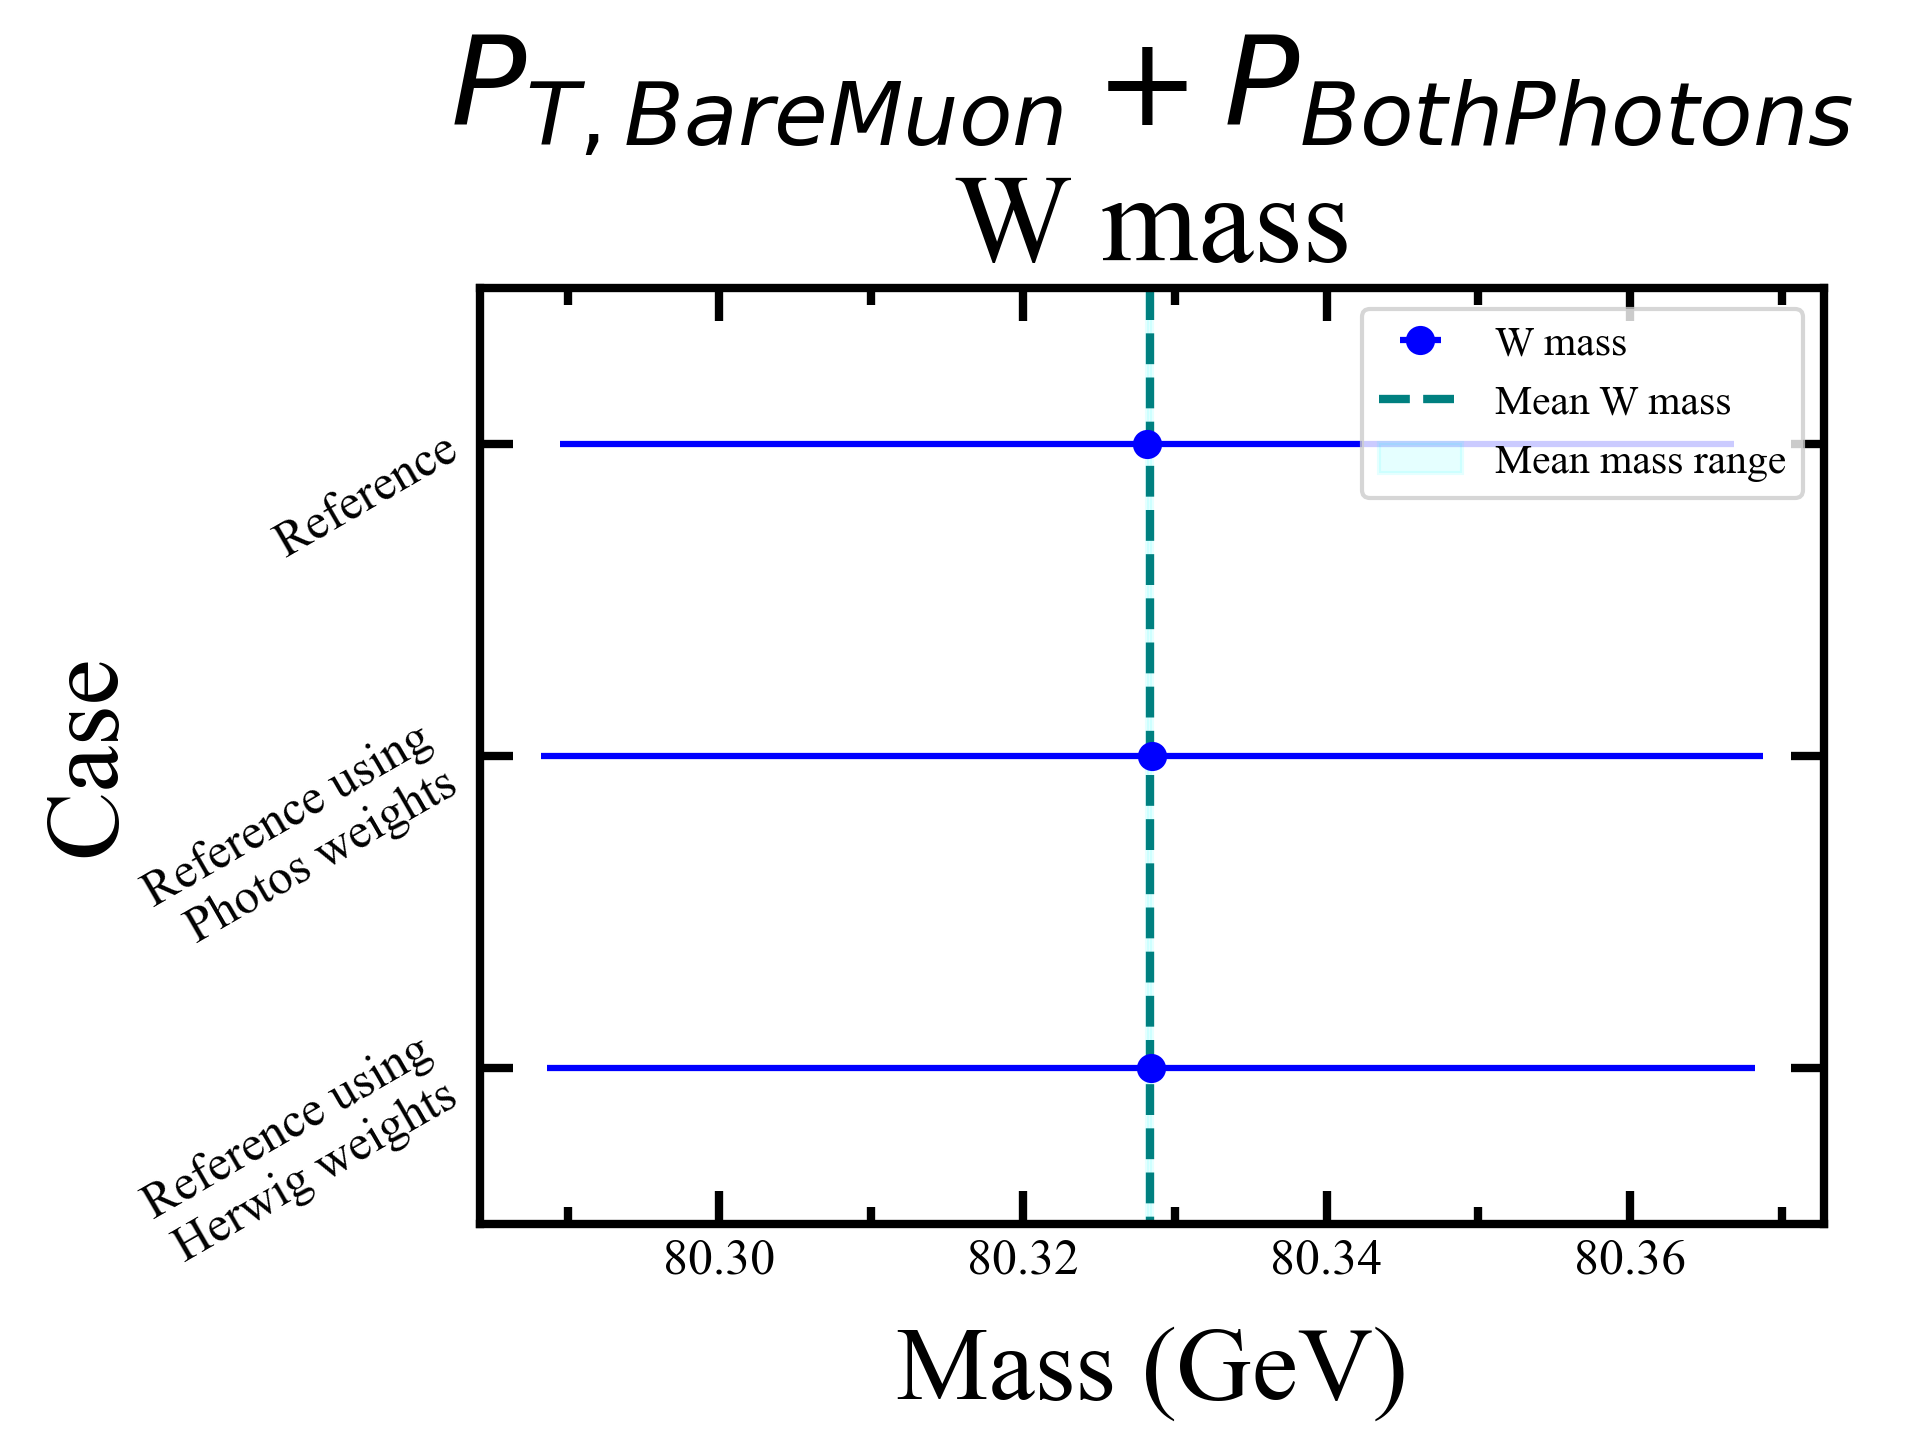 P_{T, BareMuon} + P_{BothPhotons}
W mass
W mass
Mean W mass
Mean mass range
Case
Reference
Reference using
Photos weights
Reference using
Herwig weights
80.30 80.32 80.34 80.36
Mass (GeV)